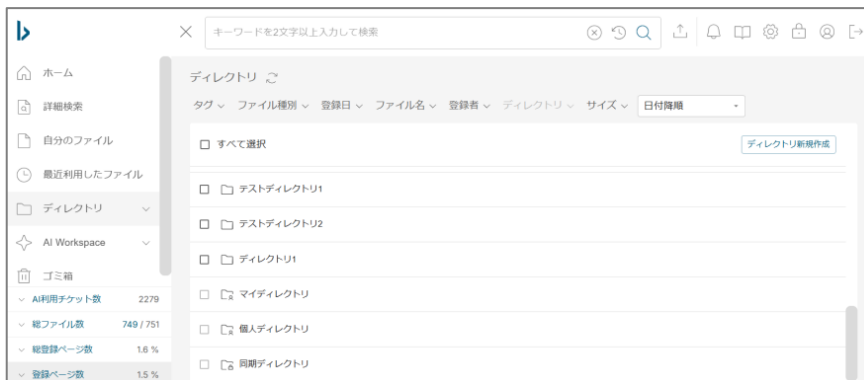 キーワードを2文字以上入力して検索
ホーム
詳細検索
自分のファイル
最近利用したファイル
ディレクトリ
AI Workspace
ゴミ箱
AI利用チケット数 2279
総ファイル数 749 / 751
総登録ページ数 1.6 %
登録ページ数 1.5 %
ディレクトリ
タグ ファイル種別 登録日 ファイル名 登録者 ディレクトリ サイズ 日付降順
すべて選択 ディレクトリ新規作成
テストディレクトリ1
テストディレクトリ2
ディレクトリ1
マイディレクトリ
個人ディレクトリ
同期ディレクトリ